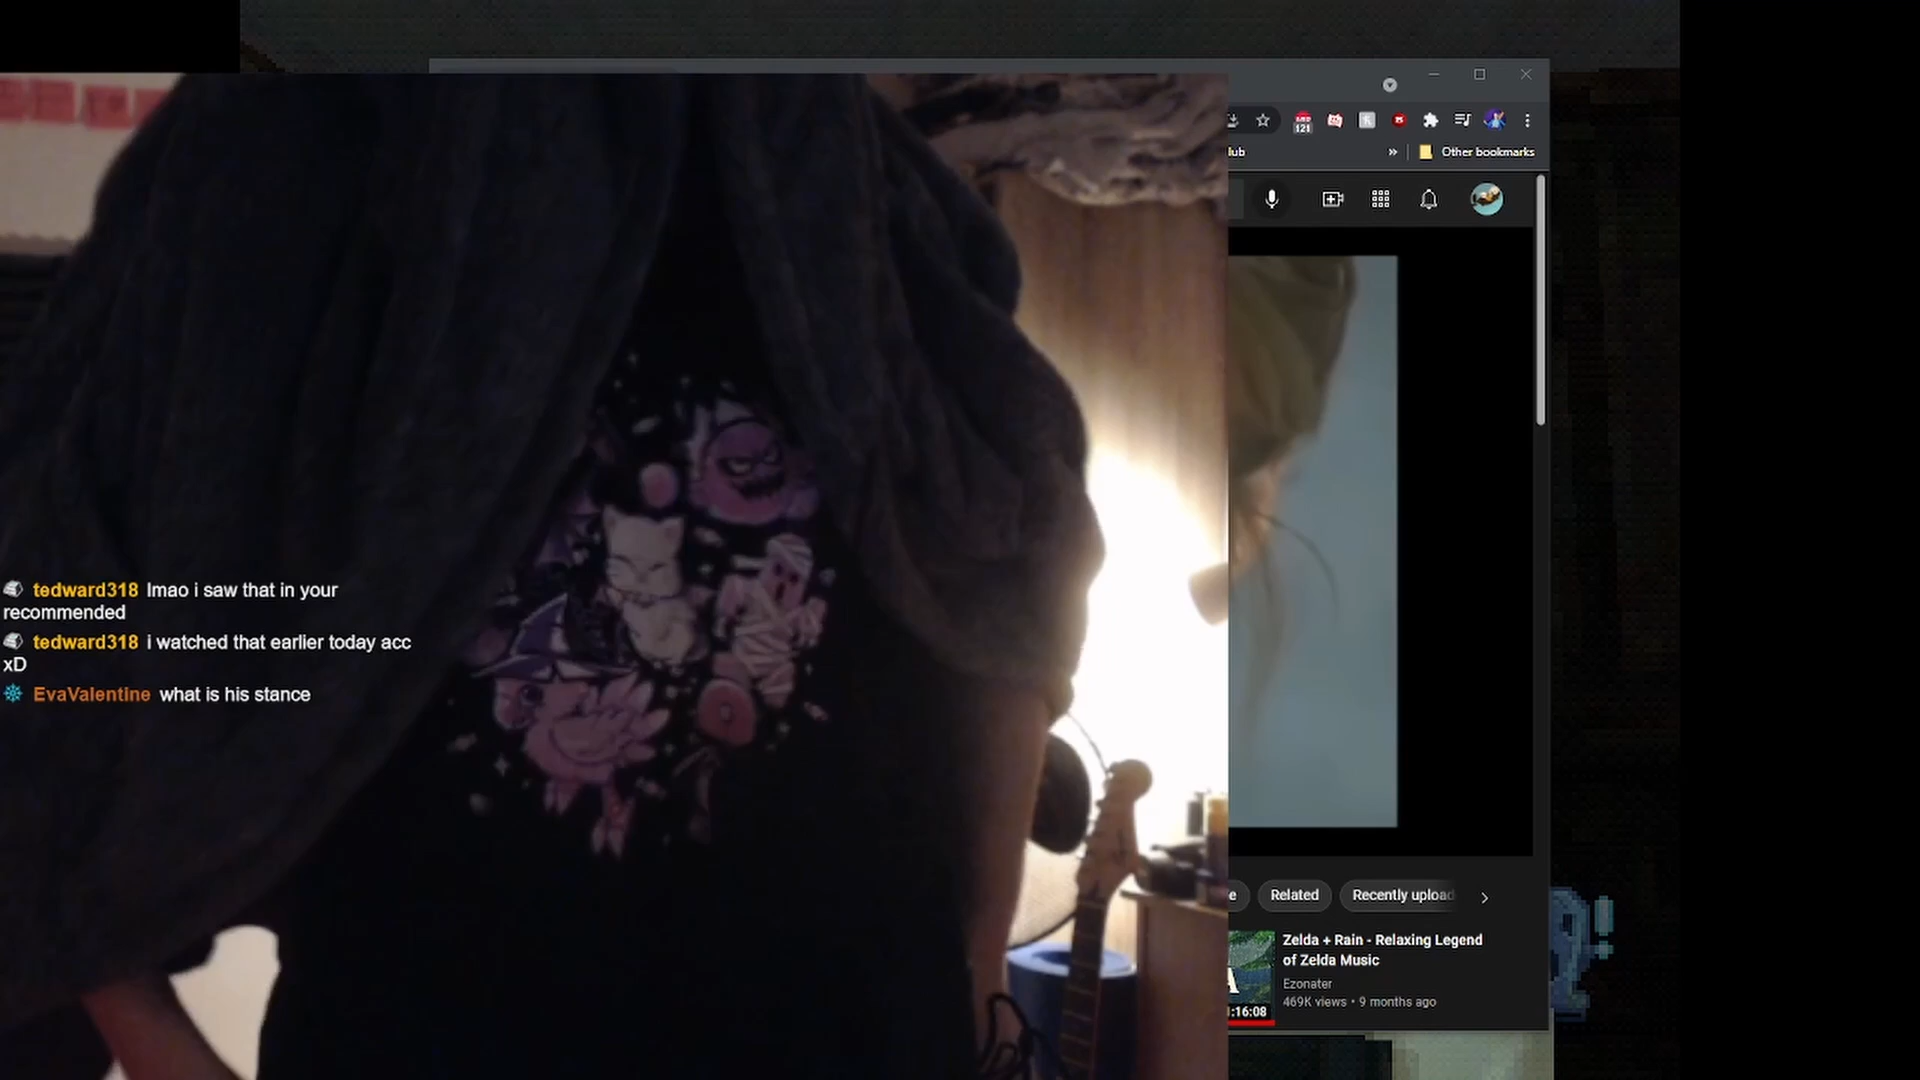 121
lub
»
Other bookmarks
tedward318 lmao i saw that in your
recommended
tedward318 i watched that earlier today acc
xD
EvaValentine what is his stance
e
Related
Recently upload
Zelda + Rain - Relaxing Legend
of Zelda Music
Ezonater
469K views • 9 months ago
:16:08